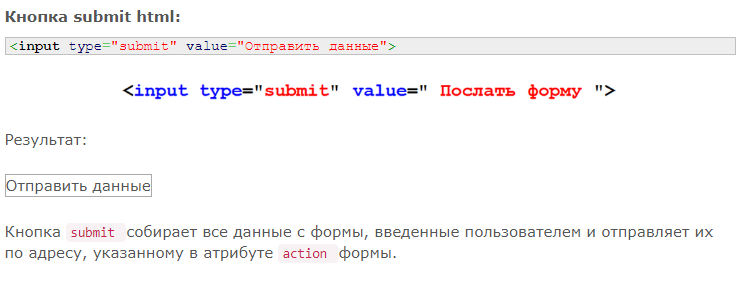 Кнопка submit html:
<input type="submit" value="Отправить данные">
<input type="submit" value=" Послать форму ">
Результат:
Отправить данные
Кнопка submit собирает все данные с формы, введенные пользователем и отправляет их
по адресу, указанному в атрибуте action формы.